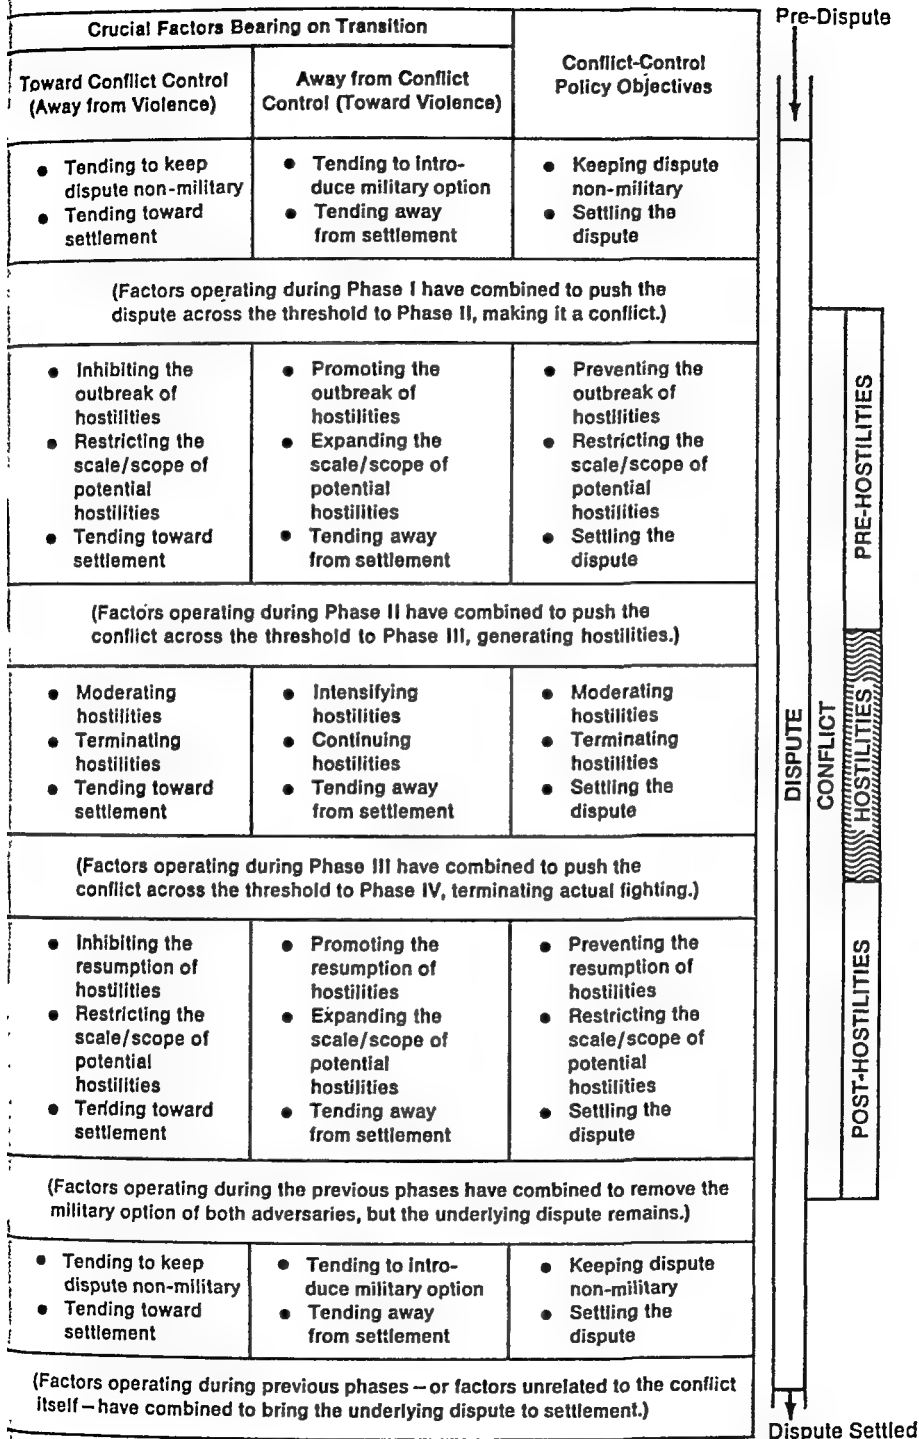 Crucial Factors Bearing on Transition
Toward Conflict Control
(Away from Violence)
Away from Conflict
Control (Toward Violence)
Conflict-Control
Policy Objectives
Pre-Dispute
• Tending to keep
dispute non-military
• Tending toward
settlement
• Tending to intro-
duce military option
• Tending away
from settlement
• Keeping dispute
non-military
• Settling the
dispute
(Factors operating during Phase I have combined to push the
dispute across the threshold to Phase II, making it a conflict.)
• Inhibiting the
outbreak of
hostilities
• Restricting the
scale/scope of
potential
hostilities
• Tending toward
settlement
• Promoting the
outbreak of
hostilities
• Expanding the
scale/scope of
potential
hostilities
• Tending away
from settlement
• Preventing the
outbreak of
hostilities
• Restricting the
scale/scope of
potential
hostilities
• Settling the
dispute
(Factors operating during Phase II have combined to push the
conflict across the threshold to Phase III, generating hostilities.)
• Moderating
hostilities
• Terminating
hostilities
• Tending toward
settlement
• Intensifying
hostilities
• Continuing
hostilities
• Tending away
from settlement
• Moderating
hostilities
• Terminating
hostilities
• Settling the
dispute
(Factors operating during Phase III have combined to push the
conflict across the threshold to Phase IV, terminating actual fighting.)
• Inhibiting the
resumption of
hostilities
• Restricting the
scale/scope of
potential
hostilities
• Tending toward
settlement
• Promoting the
resumption of
hostilities
• Expanding the
scale/scope of
potential
hostilities
• Tending away
from settlement
• Preventing the
resumption of
hostilities
• Restricting the
scale/scope of
potential
hostilities
• Settling the
dispute
(Factors operating during the previous phases have combined to remove the
military option of both adversaries, but the underlying dispute remains.)
• Tending to keep
dispute non-military
• Tending toward
settlement
• Tending to intro-
duce military option
• Tending away
from settlement
• Keeping dispute
non-military
• Settling the
dispute
(Factors operating during previous phases – or factors unrelated to the conflict
itself – have combined to bring the underlying dispute to settlement.)
DISPUTE
CONFLICT
PRE-HOSTILITIES
HOSTILITIES
POST-HOSTILITIES
Dispute Settled